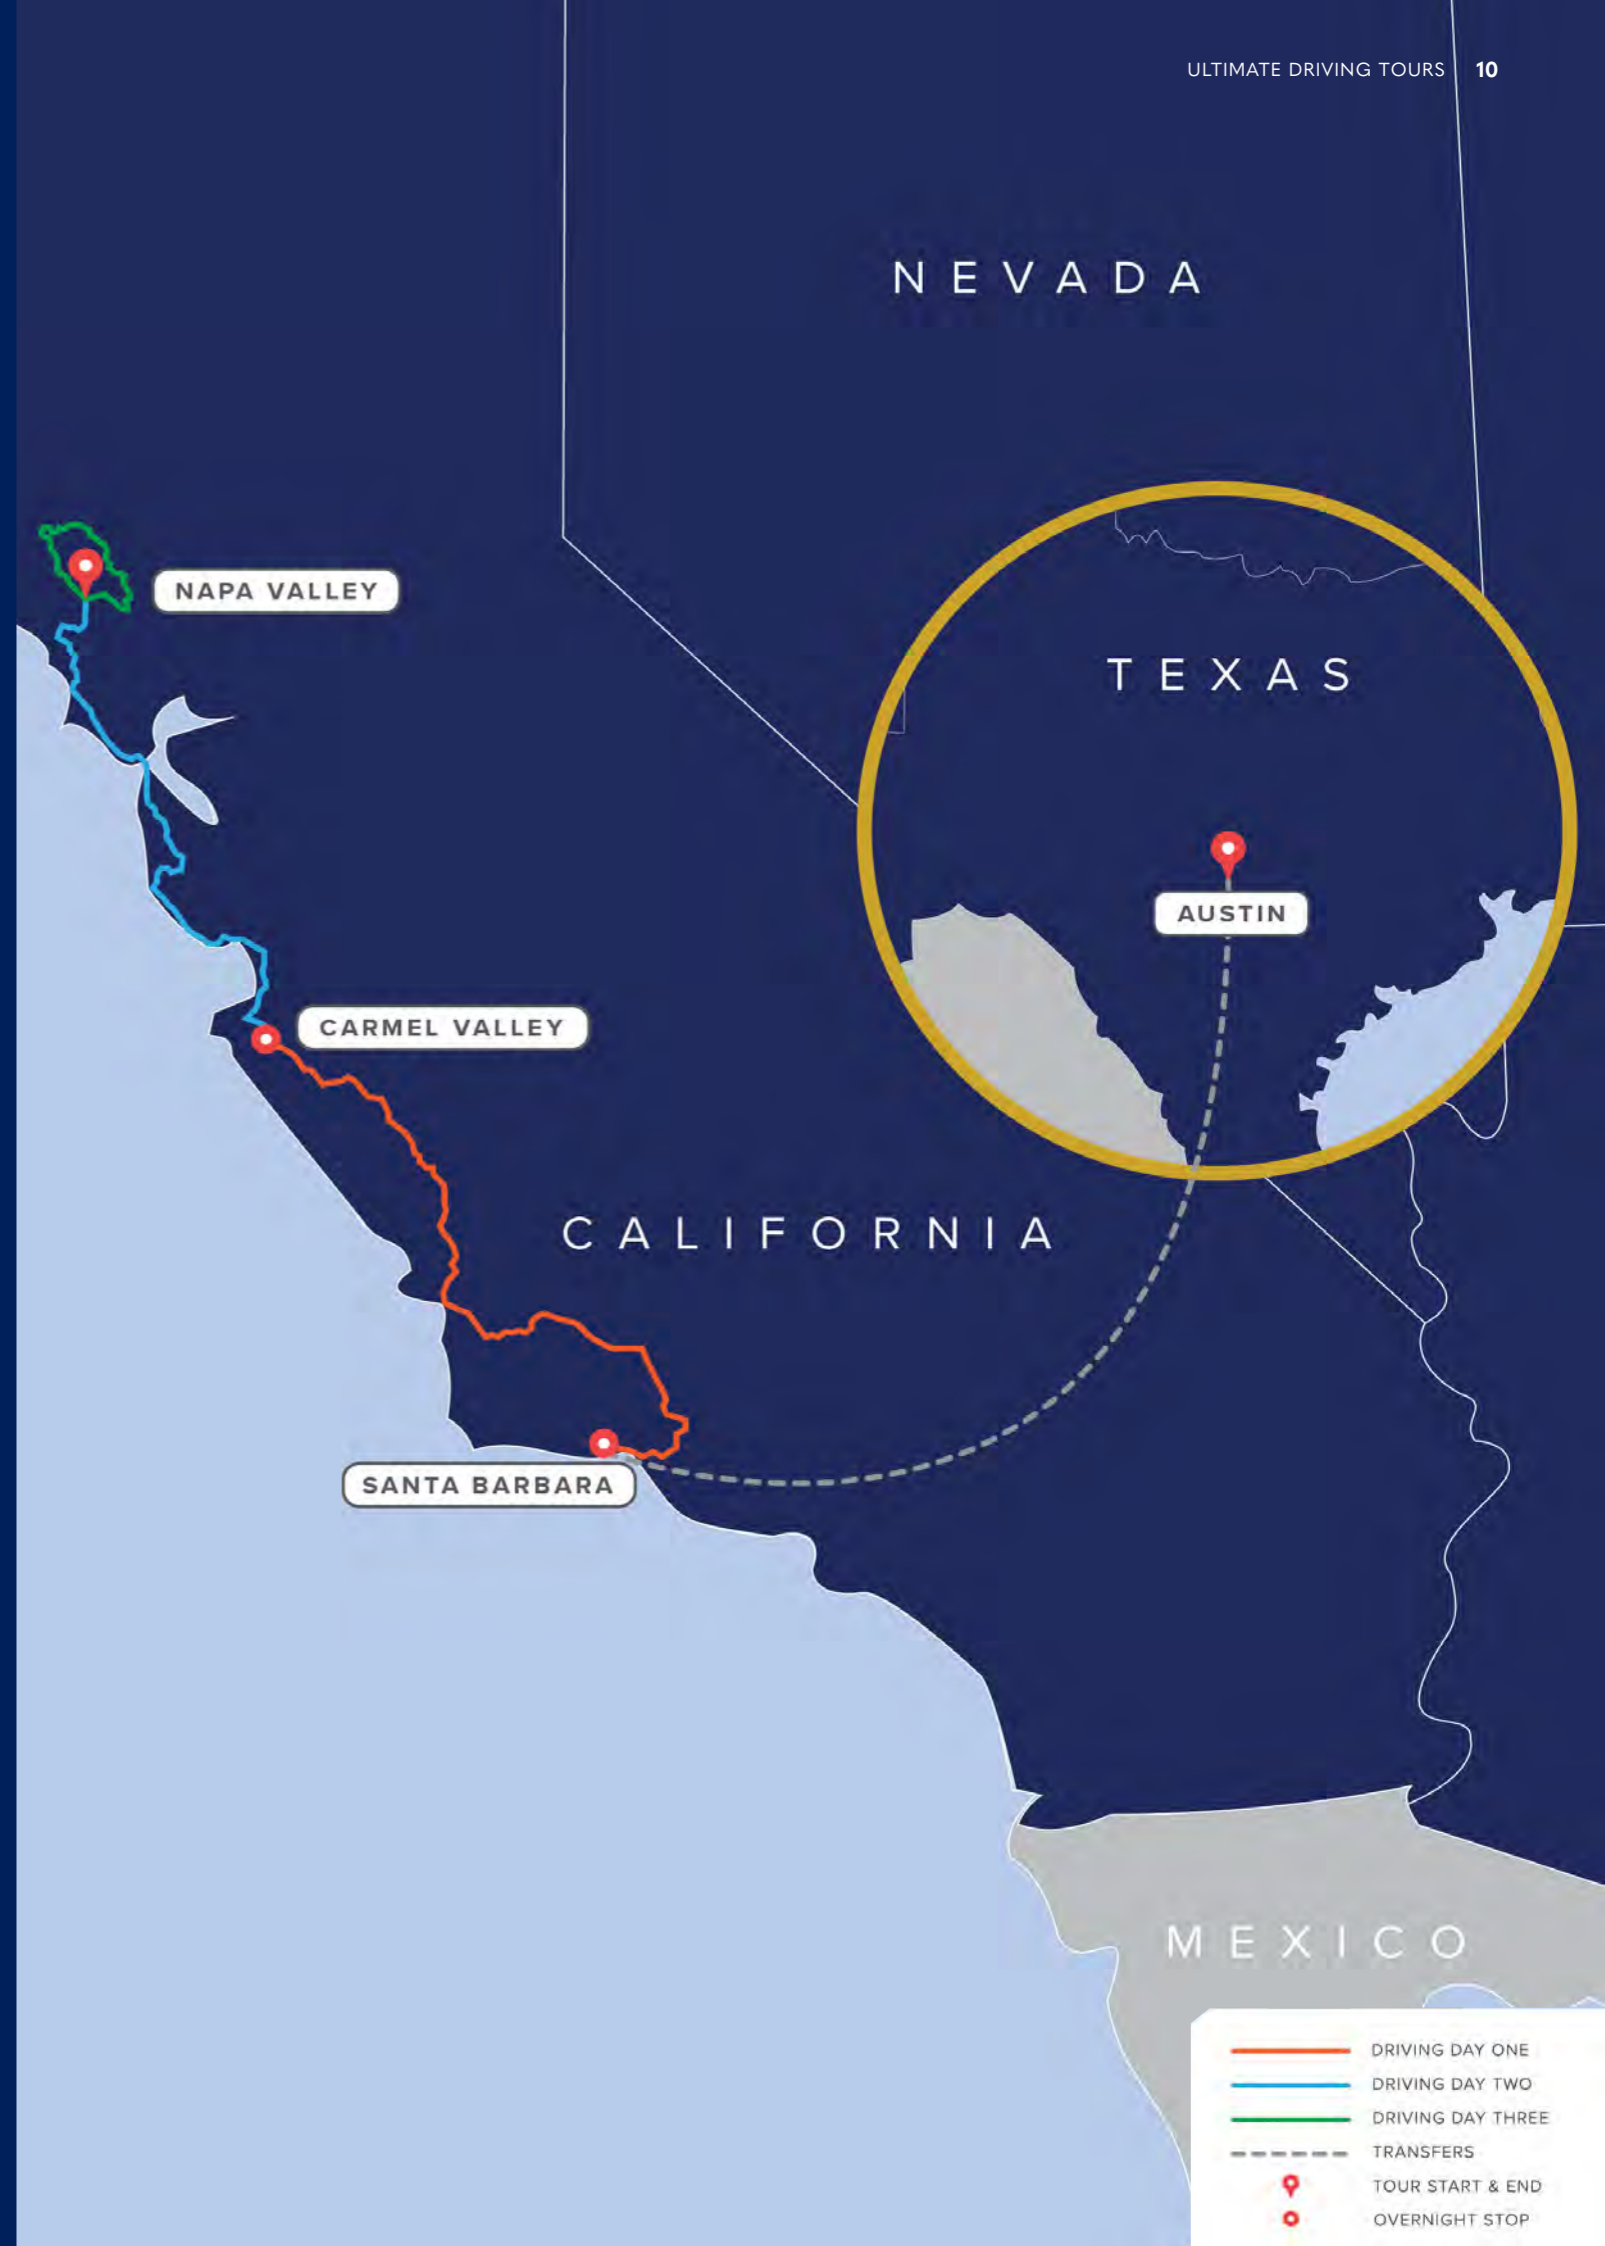 ULTIMATE DRIVING TOURS 10
NEVADA
NAPA VALLEY
TEXAS
AUSTIN
CARMEL VALLEY
CALIFORNIA
SANTA BARBARA
MEXICO
DRIVING DAY ONE
DRIVING DAY TWO
DRIVING DAY THREE
TRANSFERS
TOUR START & END
OVERNIGHT STOP